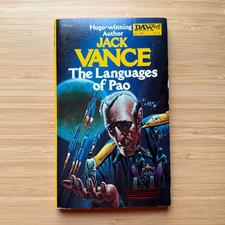 Hugo-winning
Author
JACK
VANCE
The Languages
of Pao
DAW